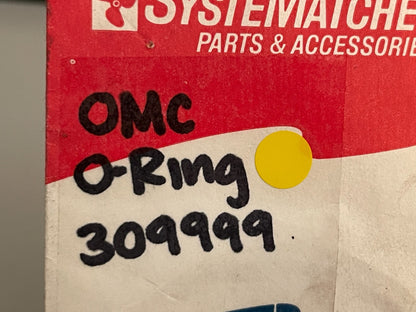 SYSTEMATCHE
PARTS & ACCESSORIE
OMC
O-Ring
309999